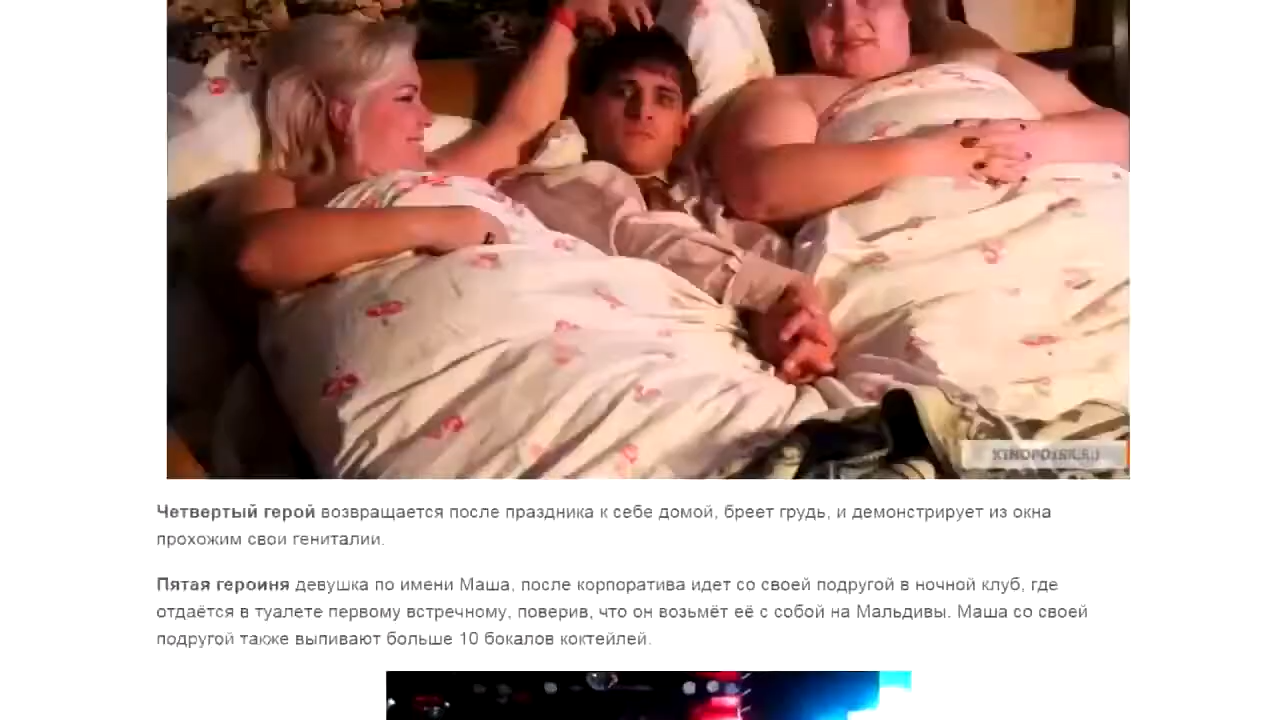 KINOPOISK.RU
Четвертый герой возвращается после праздника к себе домой, бреет грудь, и демонстрирует из окна
прохожим свои гениталии.
Пятая героиня девушка по имени Маша, после корпоратива идет со своей подругой в ночной клуб, где
отдаётся в туалете первому встречному, поверив, что он возьмёт её с собой на Мальдивы. Маша со своей
подругой также выпивают больше 10 бокалов коктейлей.